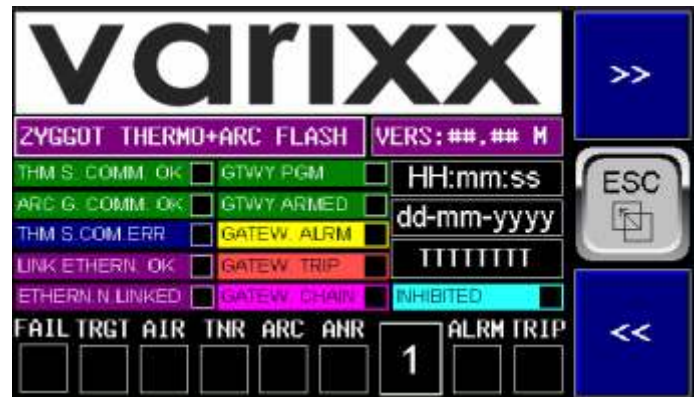 varixx
>>
ZYGGOT THERMO+ARC FLASH VERS:##.## M
THM S. COMM. OK GTWY PGM HH:mm:ss
ARC G. COMM. OK GTWY ARMED dd-mm-yyyy
THM S.COM.ERR GATEW. ALRM TTTTTTTT
LINK ETHERN. OK GATEW. TRIP
ETHERN.N.LINKED GATEW. CHAIN INHIBITED
ESC
FAIL TRGT AIR TNR ARC ANR 1 ALRM TRIP
<<